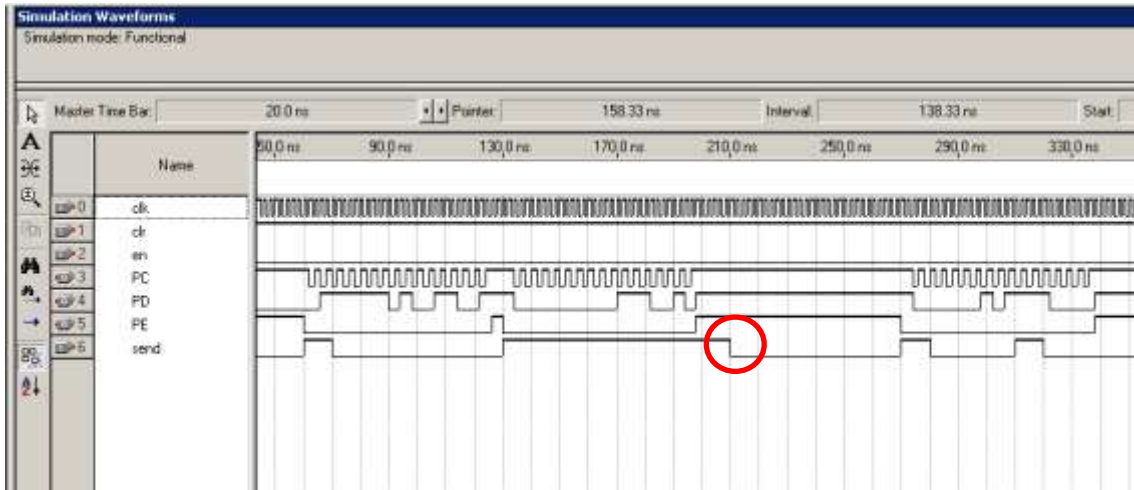 Simulation Waveforms
Simulation mode: Functional
Master Time Bar: 20.0 ns Pointer: 158.33 ns Interval: 138.33 ns Start:
Name
50,0 ns 90,0 ns 130,0 ns 170,0 ns 210,0 ns 250,0 ns 290,0 ns 330,0 ns
0 clk
1 clr
2 en
3 PC
4 PD
5 PE
6 send